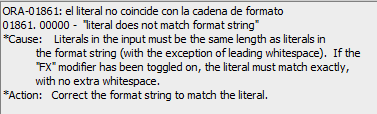 ORA-01861: el literal no coincide con la cadena de formato
01861. 00000 - "literal does not match format string"
*Cause: Literals in the input must be the same length as literals in
the format string (with the exception of leading whitespace). If the
"FX" modifier has been toggled on, the literal must match exactly,
with no extra whitespace.
*Action: Correct the format string to match the literal.